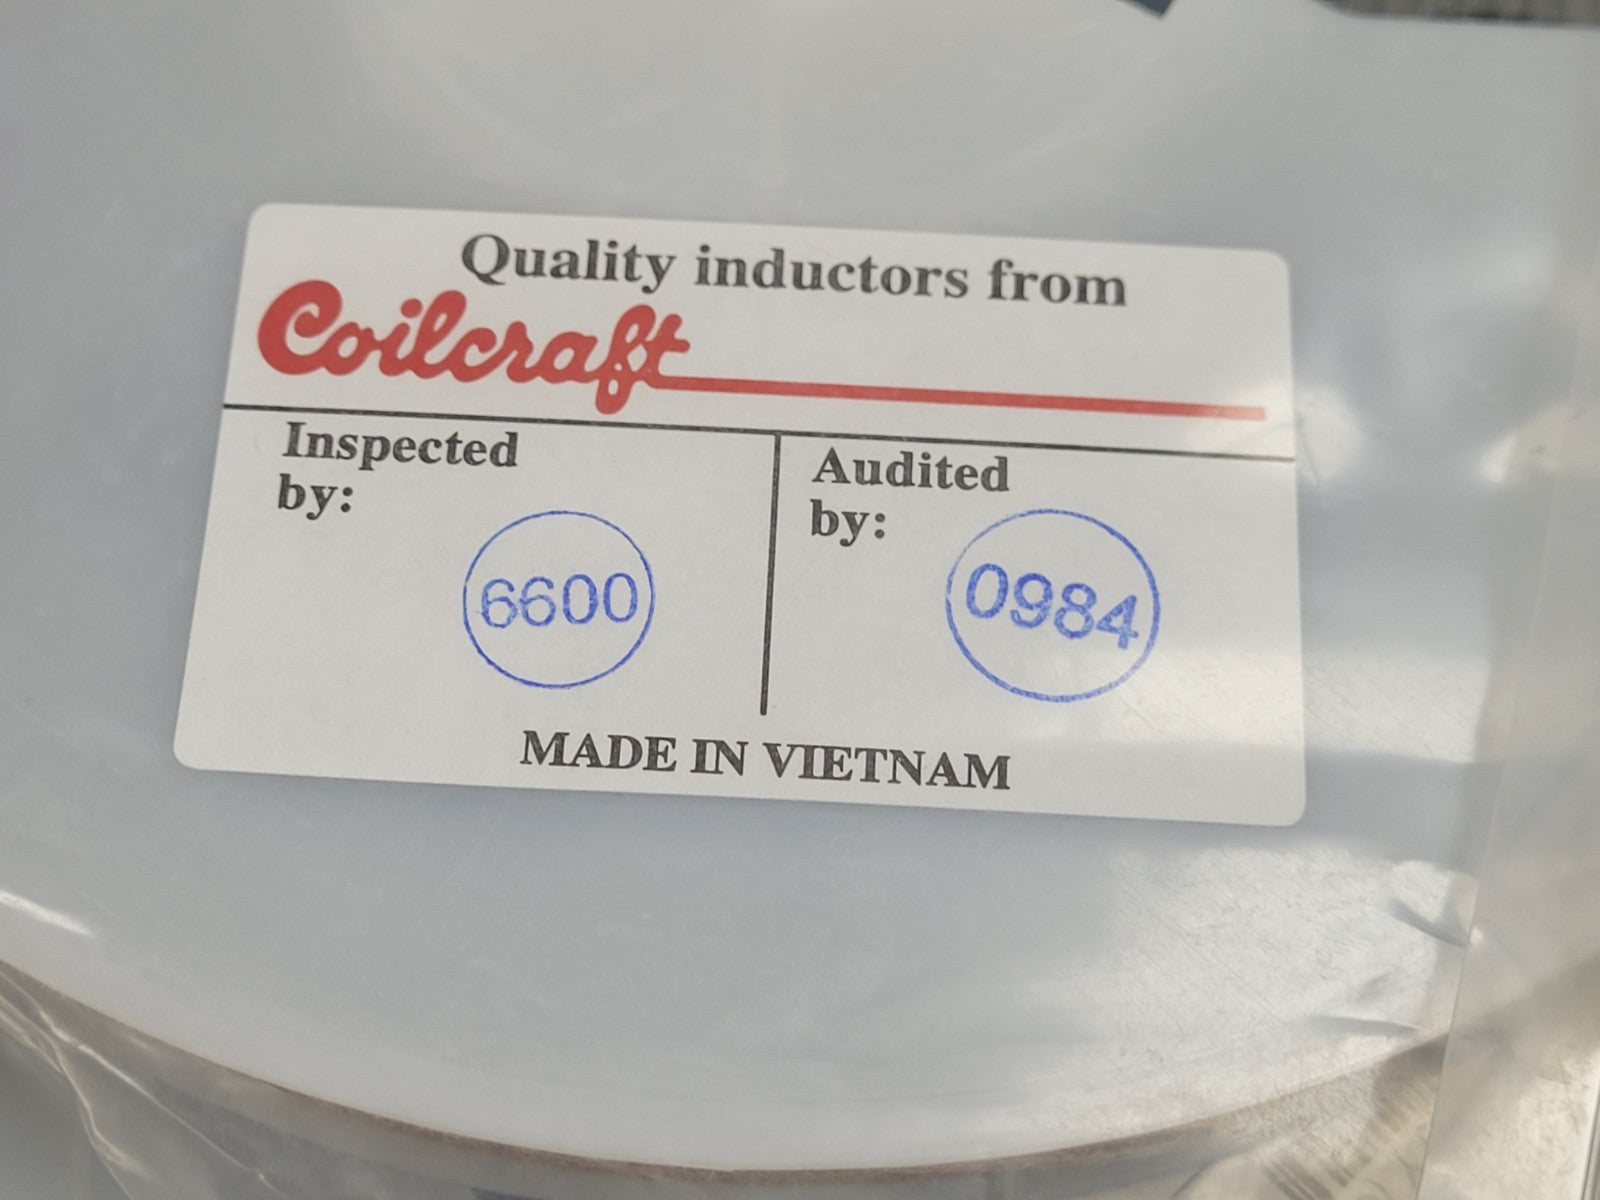 Quality inductors from
Coilcraft
Inspected
by:
6600
Audited
by:
0984
MADE IN VIETNAM